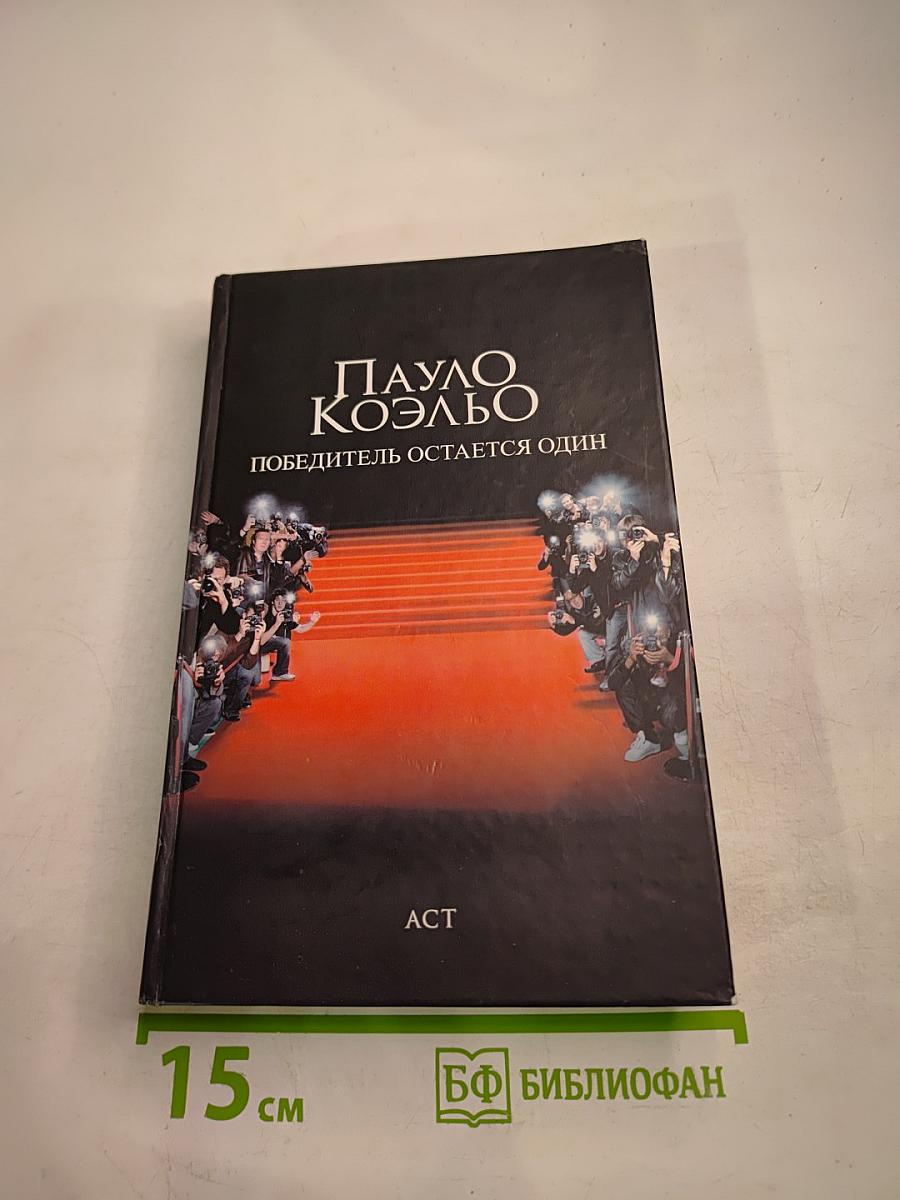 ПАУЛО
КОЭЛЬО
ПОБЕДИТЕЛЬ ОСТАЕТСЯ ОДИН
АСТ
15 см
БФ БИБЛИОФАН